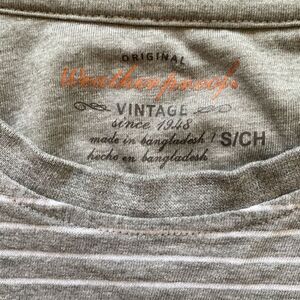 ORIGINAL
Weatherproof
VINTAGE
since 1948
made in bangladesh / S/CH
hecho en bangladesh